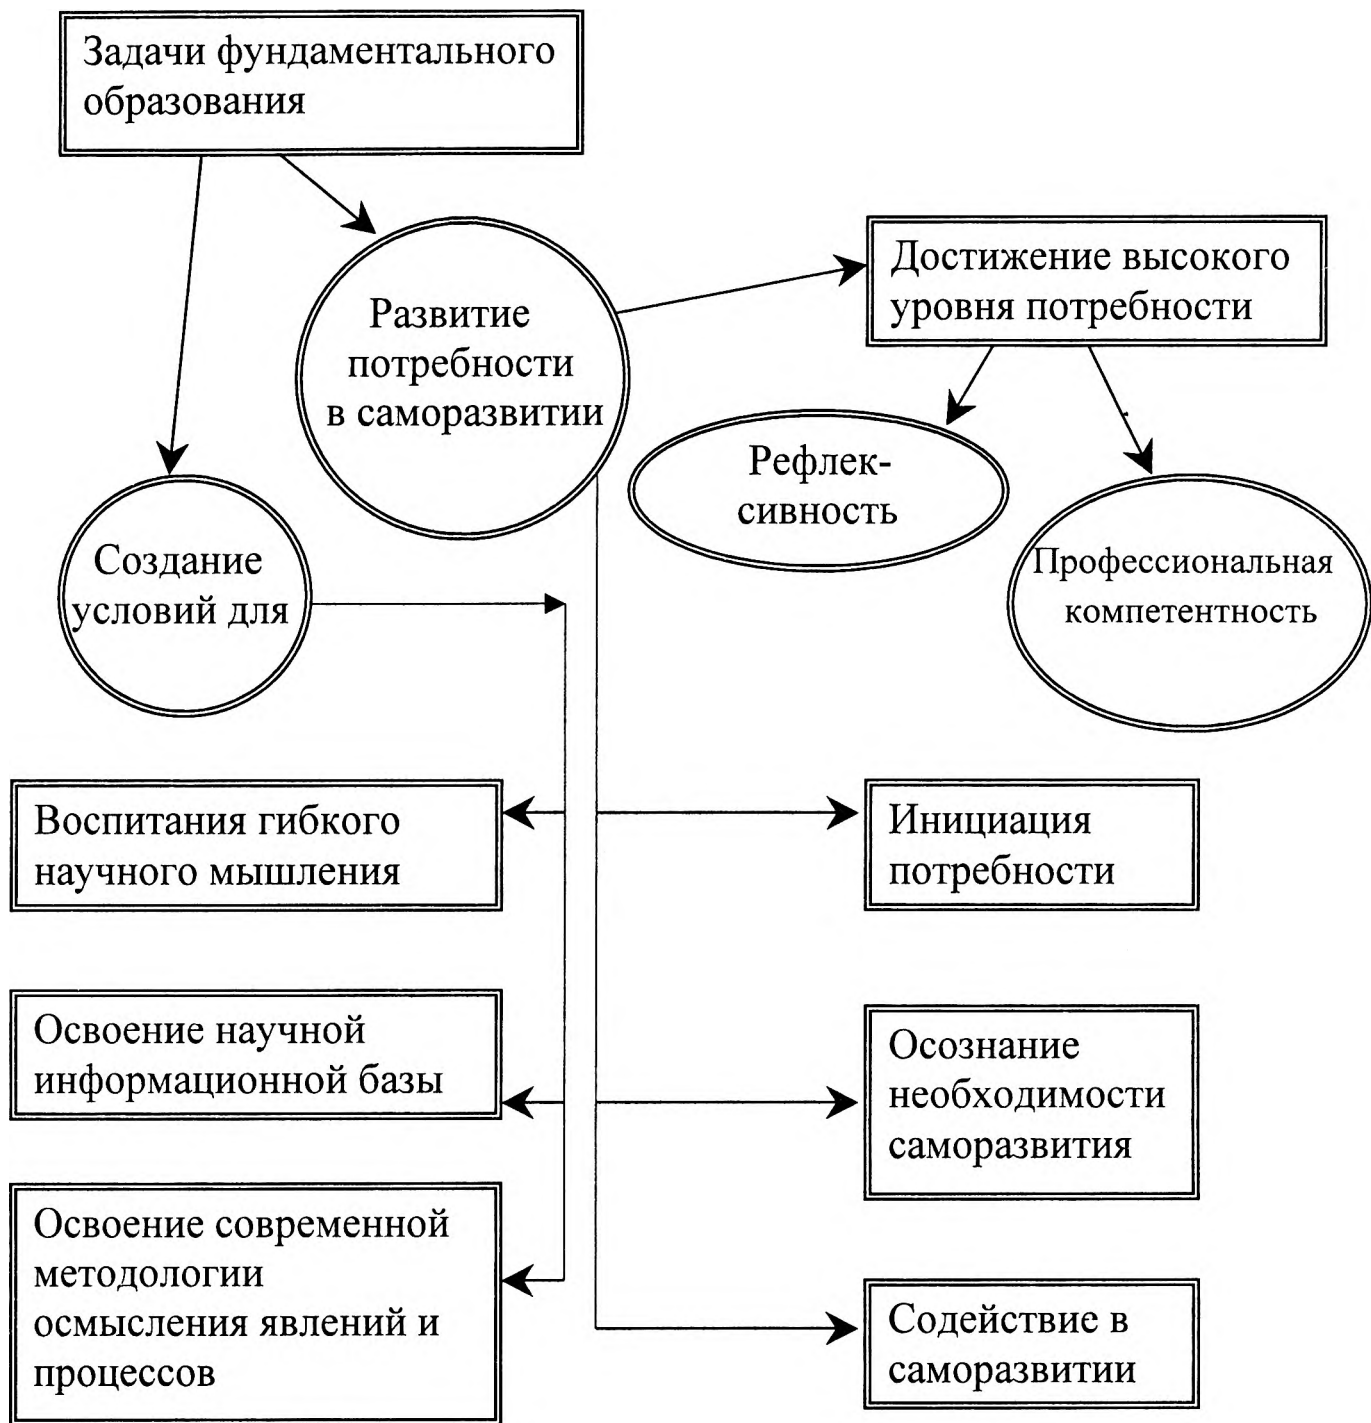 Задачи фундаментального
образования
Развитие
потребности
в саморазвитии
Достижение высокого
уровня потребности
Рефлек-
сивность
Профессиональная
компетентность
Создание
условий для
Воспитания гибкого
научного мышления
Инициация
потребности
Освоение научной
информационной базы
Осознание
необходимости
саморазвития
Освоение современной
методологии
осмысления явлений и
процессов
Содействие в
саморазвитии